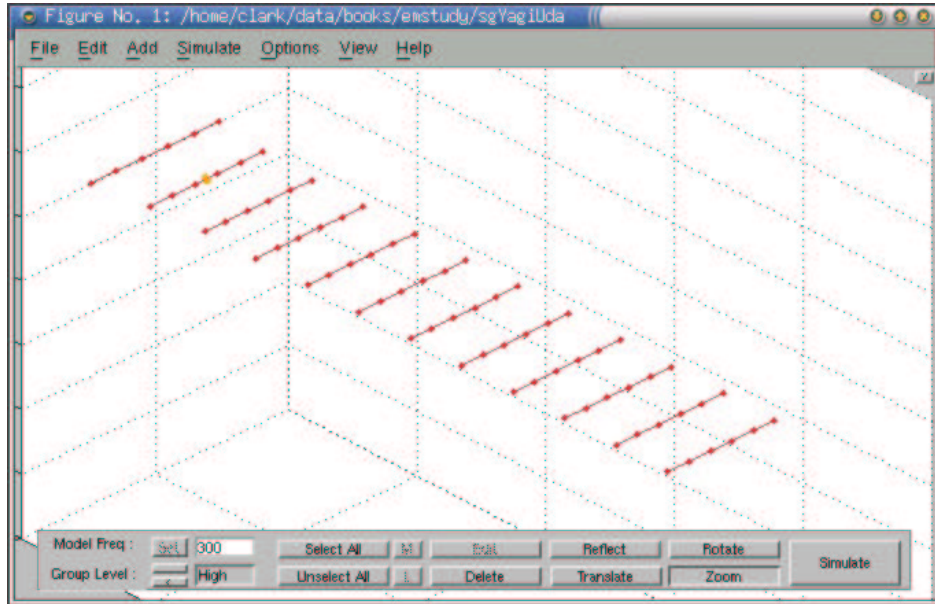 Figure No. 1: /home/clark/data/books/emstudy/sgYagiUda
File Edit Add Simulate Options View Help
Model Freq : Set 300 Select All M Exit Reflect Rotate
Group Level : High Unselect All L Delete Translate Zoom
Simulate